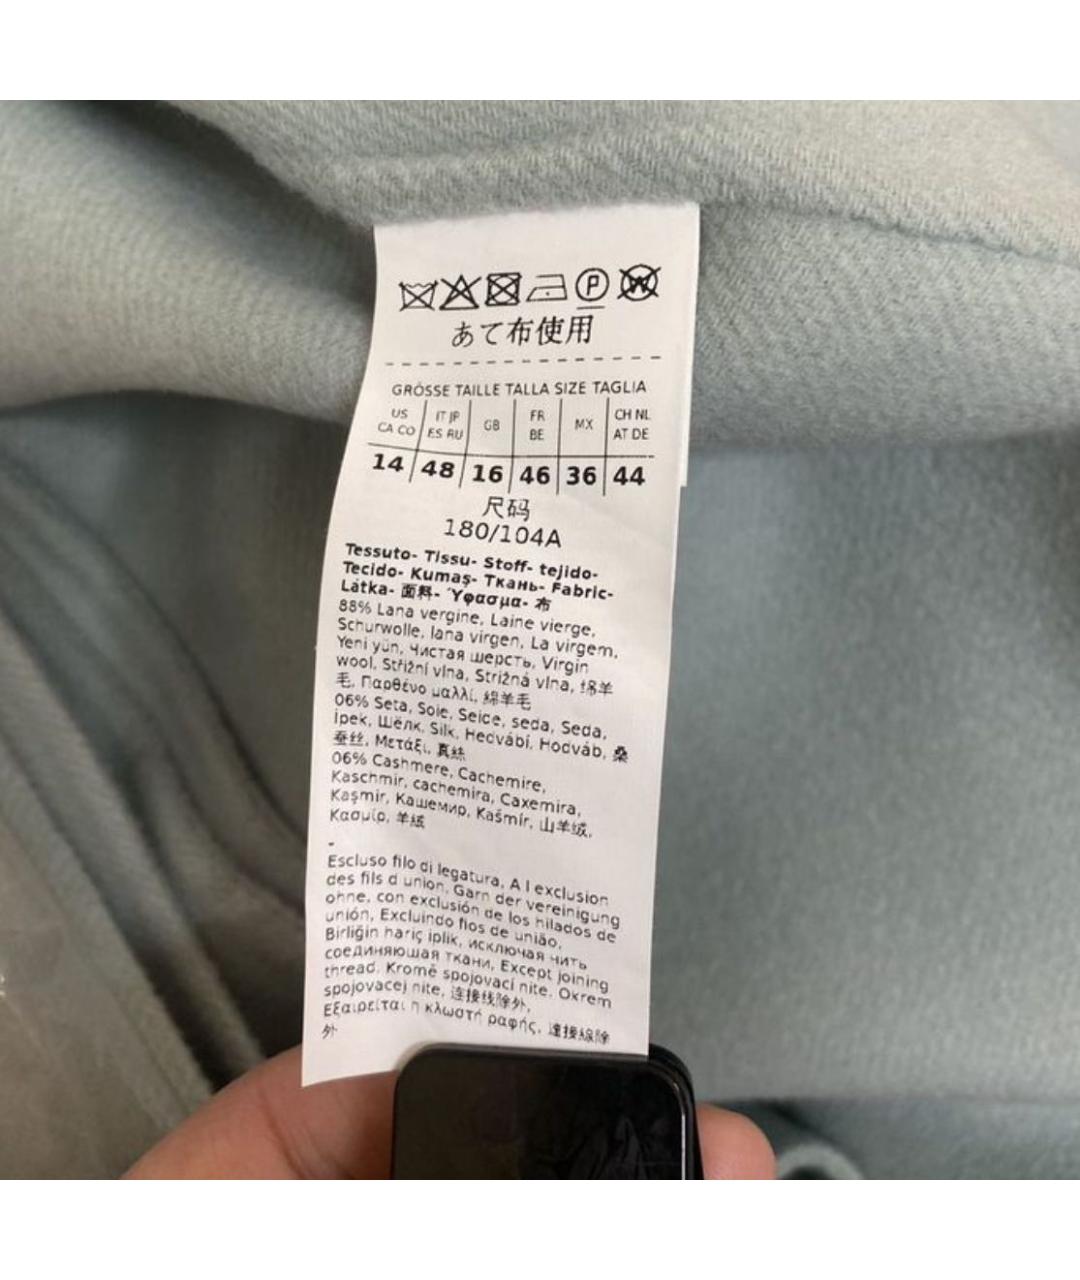 P W
あて布使用
GRÖSSE TAILLE TALLA SIZE TAGLIA
US CA CO IT JP ES RU GB FR BE MX CH NL AT DE
14 48 16 46 36 44
尺码
180/104A
Tessuto- Tissu- Stoff- tejido-
Tecido- Kumaş- Ткань- Fabric-
Látka- 面料- Ύφασμα- 布
88% Lana vergine, Laine vierge,
Schurwolle, lana virgen, La virgem,
Yeni yün, Чистая шерсть, Virgin
wool, Střižní vlna, Strižná vlna, 绵羊
毛, Παρθένο μαλλί, 綿羊毛
06% Seta, Soie, Seide, seda, Seda,
İpek, Шёлк, Silk, Hedvábí, Hodváb, 桑
蚕丝, Μετάξι, 真絲
06% Cashmere, Cachemire,
Kaschmir, cachemira, Caxemira,
Kaşmir, Кашемир, Kašmír, 山羊绒,
Κασμίρ, 羊絨
-
Escluso filo di legatura, A l exclusion
des fils d union, Garn der vereinigung
ohne, con exclusión de los hilados de
unión, Excluindo fios de união,
Birliğin hariç iplik, исключая нить
соединяющая ткани, Except joining
thread, Kromě spojovací nite, Okrem
spojovacej nite, 连接线除外,
Εξαιρείται η κλωστή ραφής, 連接線除
外